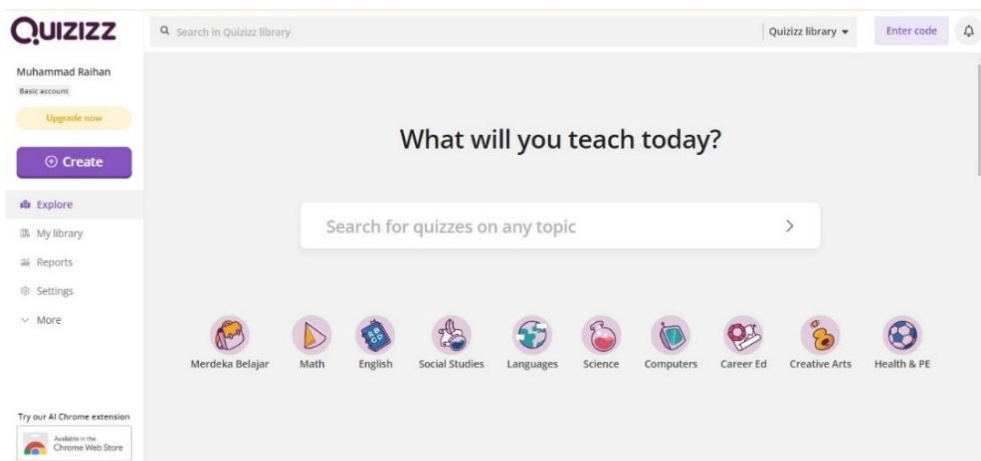 QUIZIZZ
Search in Quizizz library
Quizizz library
Enter code
Muhammad Raihan
Basic account
Upgrade now
Create
Explore
My library
Reports
Settings
More
What will you teach today?
Search for quizzes on any topic
Merdeka Belajar
Math
English
Social Studies
Languages
Science
Computers
Career Ed
Creative Arts
Health & PE
Try our AI Chrome extension
Available in the
Chrome Web Store